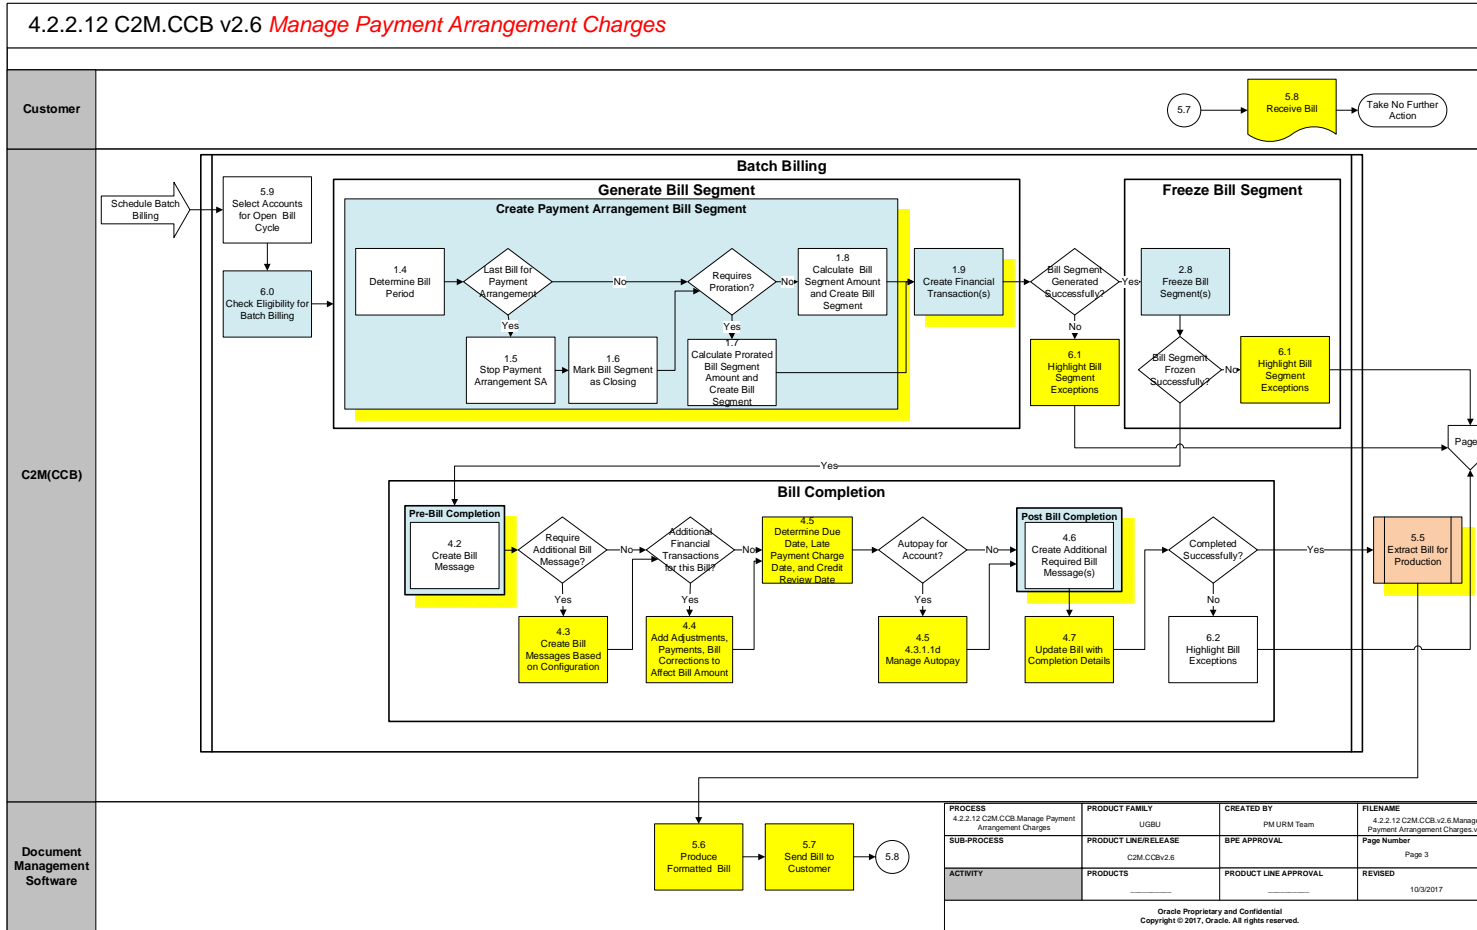 4.2.2.12 C2M.CCB v2.6 Manage Payment Arrangement Charges
Customer
5.7
5.8
Receive Bill
Take No Further
Action
C2M(CCB)
Schedule Batch
Billing
Batch Billing
5.9
Select Accounts
for Open Bill
Cycle
6.0
Check Eligibility for
Batch Billing
Generate Bill Segment
Create Payment Arrangement Bill Segment
1.4
Determine Bill
Period
Last Bill for
Payment
Arrangement
No
Yes
1.5
Stop Payment
Arrangement SA
1.6
Mark Bill Segment
as Closing
Requires
Proration?
No
Yes
1.7
Calculate Prorated
Bill Segment
Amount and
Create Bill
Segment
1.8
Calculate Bill
Segment Amount
and Create Bill
Segment
1.9
Create Financial
Transaction(s)
Bill Segment
Generated
Successfully?
Yes
No
6.1
Highlight Bill
Segment
Exceptions
Freeze Bill Segment
2.8
Freeze Bill
Segment(s)
Bill Segment
Frozen
Successfully?
No
6.1
Highlight Bill
Segment
Exceptions
Yes
Page
Bill Completion
Pre-Bill Completion
4.2
Create Bill
Message
Require
Additional Bill
Message?
No
Yes
4.3
Create Bill
Messages Based
on Configuration
Additional
Financial
Transactions
for this Bill?
No
Yes
4.4
Add Adjustments,
Payments, Bill
Corrections to
Affect Bill Amount
4.5
Determine Due
Date, Late
Payment Charge
Date, and Credit
Review Date
Autopay for
Account?
No
Yes
4.5
4.3.1.1d
Manage Autopay
Post Bill Completion
4.6
Create Additional
Required Bill
Message(s)
4.7
Update Bill with
Completion Details
Completed
Successfully?
Yes
No
6.2
Highlight Bill
Exceptions
5.5
Extract Bill for
Production
Document
Management
Software
5.6
Produce
Formatted Bill
5.7
Send Bill to
Customer
5.8
PROCESS
4.2.2.12 C2M.CCB.Manage Payment
Arrangement Charges
PRODUCT FAMILY
UGBU
CREATED BY
PM URM Team
FILENAME
4.2.2.12 C2M.CCB.v2.6.Manage
Payment Arrangement Charges.v
SUB-PROCESS
PRODUCT LINE/RELEASE
C2M.CCBv2.6
BPE APPROVAL
Page Number
Page 3
ACTIVITY
PRODUCTS
PRODUCT LINE APPROVAL
REVISED
10/3/2017
Oracle Proprietary and Confidential
Copyright © 2017, Oracle. All rights reserved.